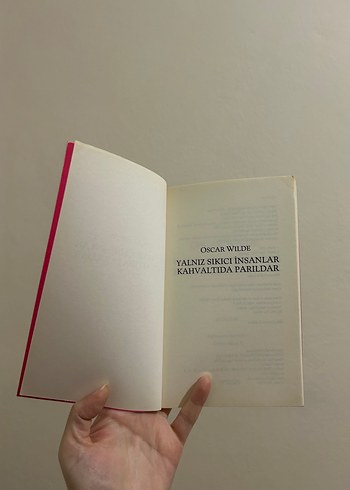 OSCAR WILDE
YALNIZ SIKICI İNSANLAR
KAHVALTIDA PARILDAR